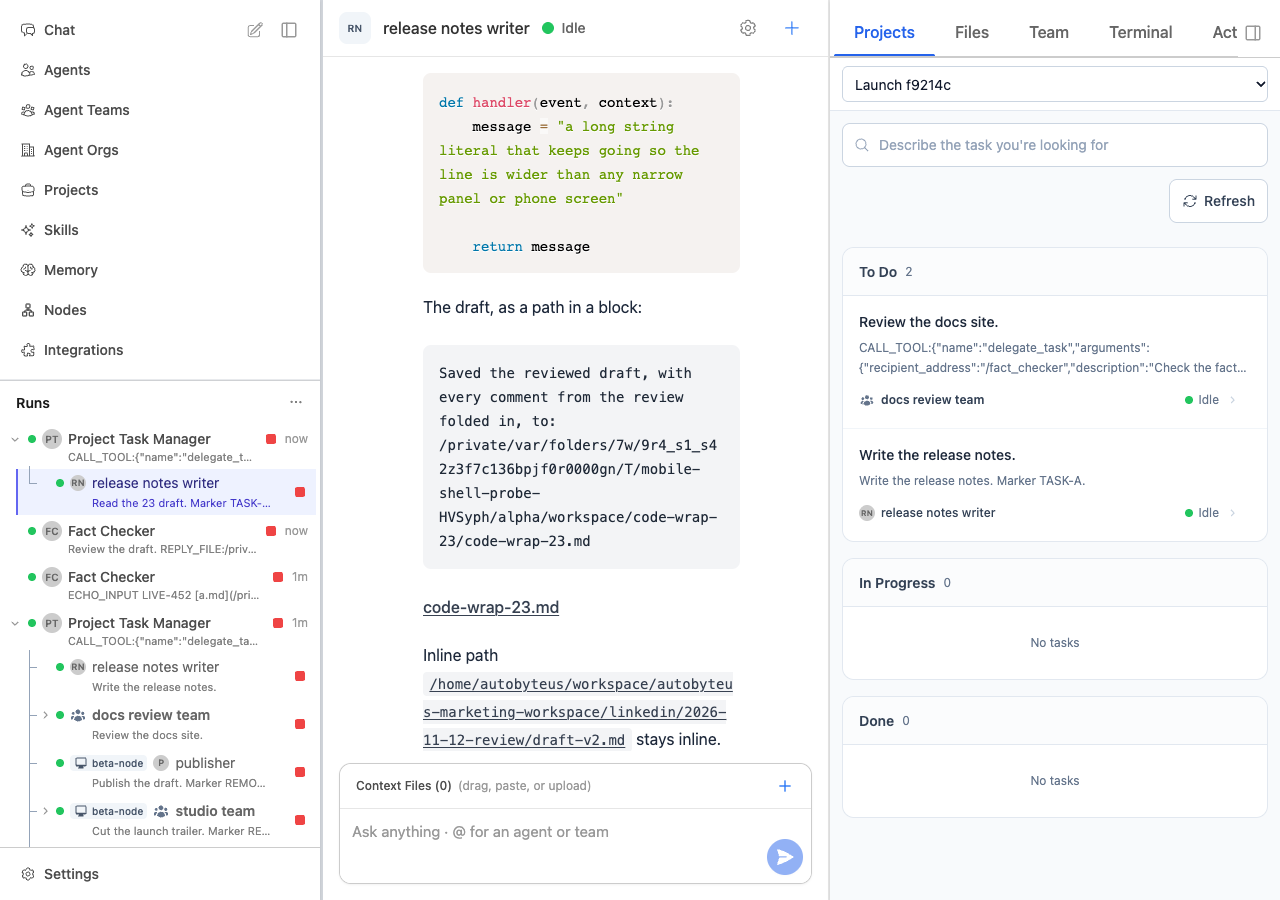 Chat
Agents
Agent Teams
Agent Orgs
Projects
Skills
Memory
Nodes
Integrations
Runs
...
PT Project Task Manager now
CALL_TOOL:{"name":"delegate_t...
RN release notes writer
Read the 23 draft. Marker TASK-...
FC Fact Checker now
Review the draft. REPLY_FILE:/priv...
FC Fact Checker 1m
ECHO_INPUT LIVE-452 [a.md](/pri...
PT Project Task Manager 1m
CALL_TOOL:{"name":"delegate_ta...
RN release notes writer
Write the release notes.
docs review team
Review the docs site.
beta-node P publisher
Publish the draft. Marker REMO...
beta-node studio team
Cut the launch trailer. Marker RE...
Settings
RN release notes writer Idle
def handler(event, context):
    message = "a long string
literal that keeps going so the
line is wider than any narrow
panel or phone screen"
    return message
The draft, as a path in a block:
Saved the reviewed draft, with
every comment from the review
folded in, to:
/private/var/folders/7w/9r4_s1_s4
2z3f7c136bpjf0r0000gn/T/mobile-
shell-probe-
HVSyph/alpha/workspace/code-wrap-
23/code-wrap-23.md
code-wrap-23.md
Inline path
/home/autobyteus/workspace/autobyteu
s-marketing-workspace/linkedin/2026-
11-12-review/draft-v2.md stays inline.
Context Files (0) (drag, paste, or upload)
Ask anything · @ for an agent or team
Projects Files Team Terminal Act
Launch f9214c
Describe the task you're looking for
Refresh
To Do 2
Review the docs site.
CALL_TOOL:{"name":"delegate_task","arguments":
{"recipient_address":"/fact_checker","description":"Check the fact...
docs review team Idle
Write the release notes.
Write the release notes. Marker TASK-A.
RN release notes writer Idle
In Progress 0
No tasks
Done 0
No tasks